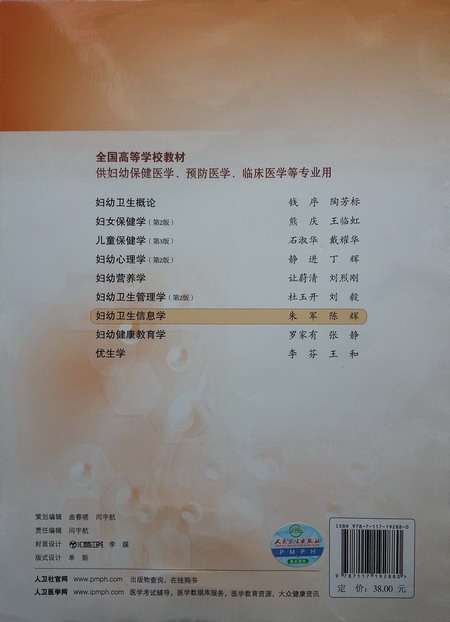 全国高等学校教材
供妇幼保健医学、预防医学、临床医学等专业用
妇幼卫生概论 钱 序 陶芳标
妇女保健学(第2版) 熊 庆 王临虹
儿童保健学(第3版) 石淑华 戴耀华
妇幼心理学(第2版) 静 进 丁 辉
妇幼营养学 让蔚清 刘烈刚
妇幼卫生管理学(第2版) 杜玉开 刘 毅
妇幼卫生信息学 朱 军 陈 辉
妇幼健康教育学 罗家有 张 静
优生学 李 芬 王 和
策划编辑 曲春晓 闫宇航
责任编辑 闫宇航
封面设计 李 蹊
版式设计 单 斯
人卫社官网 www.pmph.com 出版物查询,在线购书
人卫医学网 www.ipmph.com 医学考试辅导,医学数据库服务,医学教育资源,大众健康资讯
人民卫生出版社
PMPH
ISBN 978-7-117-19288-0
9 787117 192880 >
定 价:38.00 元